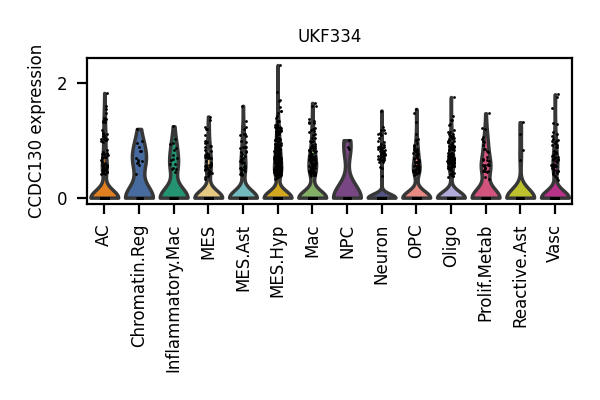 UKF334
CCDC130 expression
2
0
AC
Chromatin.Reg
Inflammatory.Mac
MES
MES.Ast
MES.Hyp
Mac
NPC
Neuron
OPC
Oligo
Prolif.Metab
Reactive.Ast
Vasc